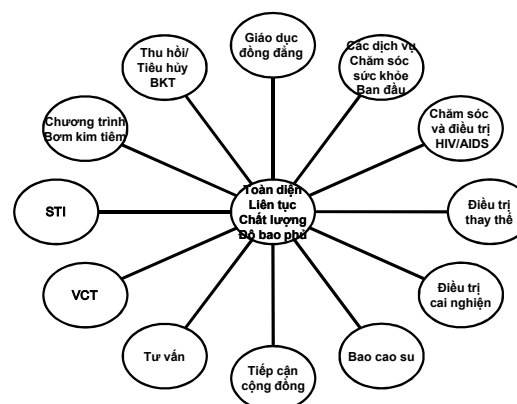 Giáo dục
đồng đẳng
Các dịch vụ
Chăm sóc
sức khỏe
Ban đầu
Chăm sóc
và điều trị
HIV/AIDS
Điều trị
thay thế
Điều trị
cai nghiện
Bao cao su
Tiếp cận
cộng đồng
Tư vấn
VCT
STI
Chương trình
Bơm kim tiêm
Thu hồi/
Tiêu hủy
BKT
Toàn diện
Liên tục
Chất lượng
Độ bao phủ